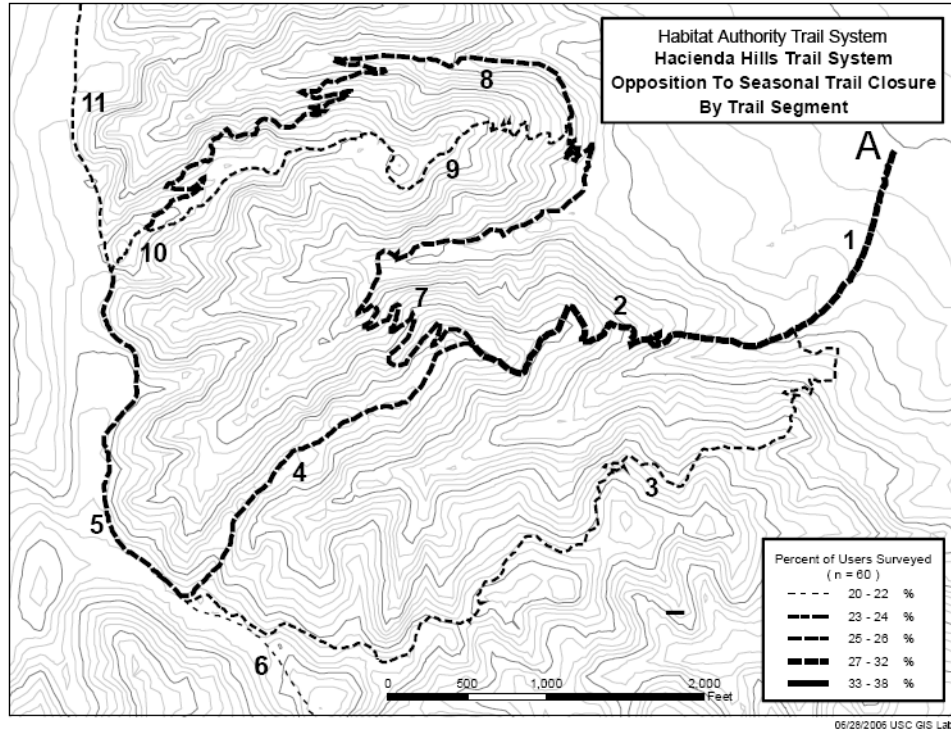 Habitat Authority Trail System
Hacienda Hills Trail System
Opposition To Seasonal Trail Closure
By Trail Segment
8
11
A
9
1
10
7
2
4
3
5
6
Percent of Users Surveyed
( n = 60 )
20 - 22 %
23 - 24 %
25 - 26 %
27 - 32 %
33 - 38 %
0 500 1,000 2,000
Feet
06/28/2006 USC GIS Lab